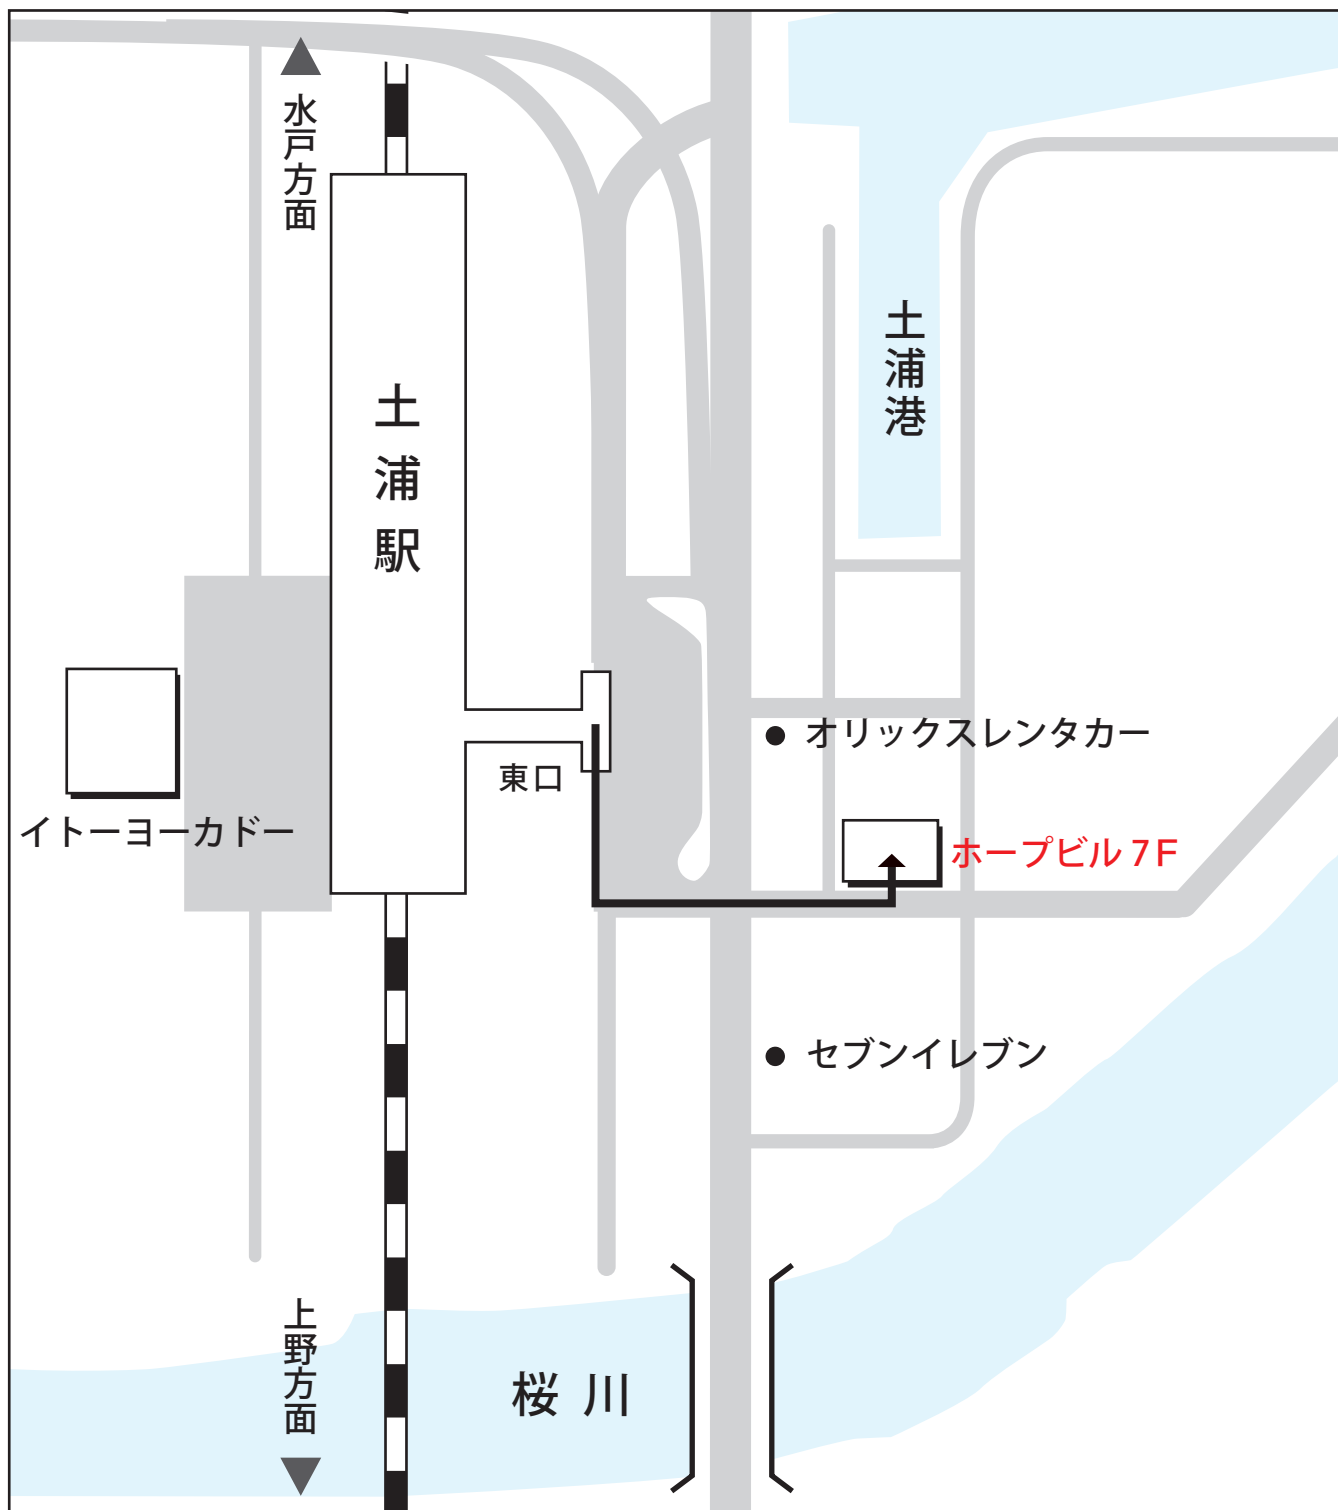 水戸方面
土浦港
土浦駅
オリックスレンタカー
東口
イトーヨーカドー
ホープビル 7F
セブンイレブン
上野方面
桜川